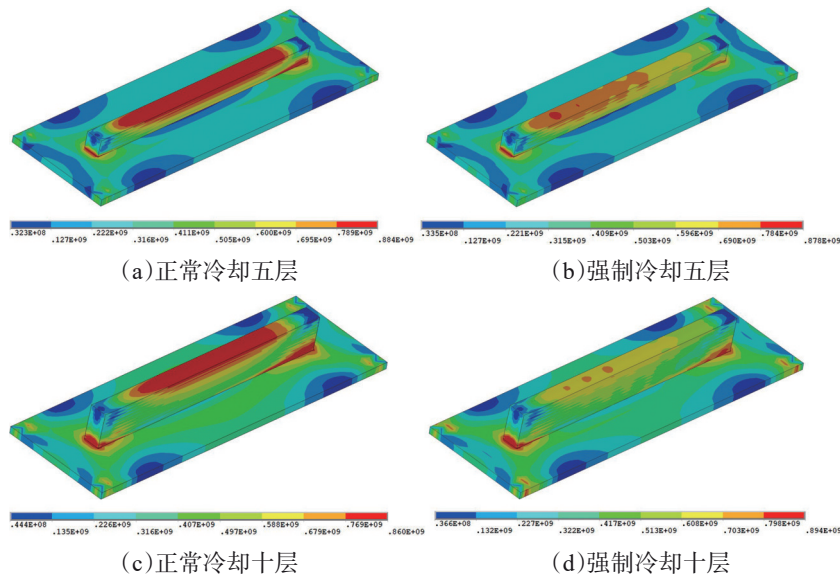 .323E+08 .222E+09 .411E+09 .600E+09 .789E+09
.127E+09 .316E+09 .505E+09 .695E+09 .884E+09
.335E+08 .221E+09 .409E+09 .596E+09 .784E+09
.127E+09 .315E+09 .503E+09 .690E+09 .878E+09
(a)正常冷却五层
(b)强制冷却五层
.444E+08 .226E+09 .407E+09 .588E+09 .769E+09
.135E+09 .316E+09 .497E+09 .679E+09 .860E+09
.366E+08 .227E+09 .417E+09 .608E+09 .798E+09
.132E+09 .322E+09 .513E+09 .703E+09 .894E+09
(c)正常冷却十层
(d)强制冷却十层